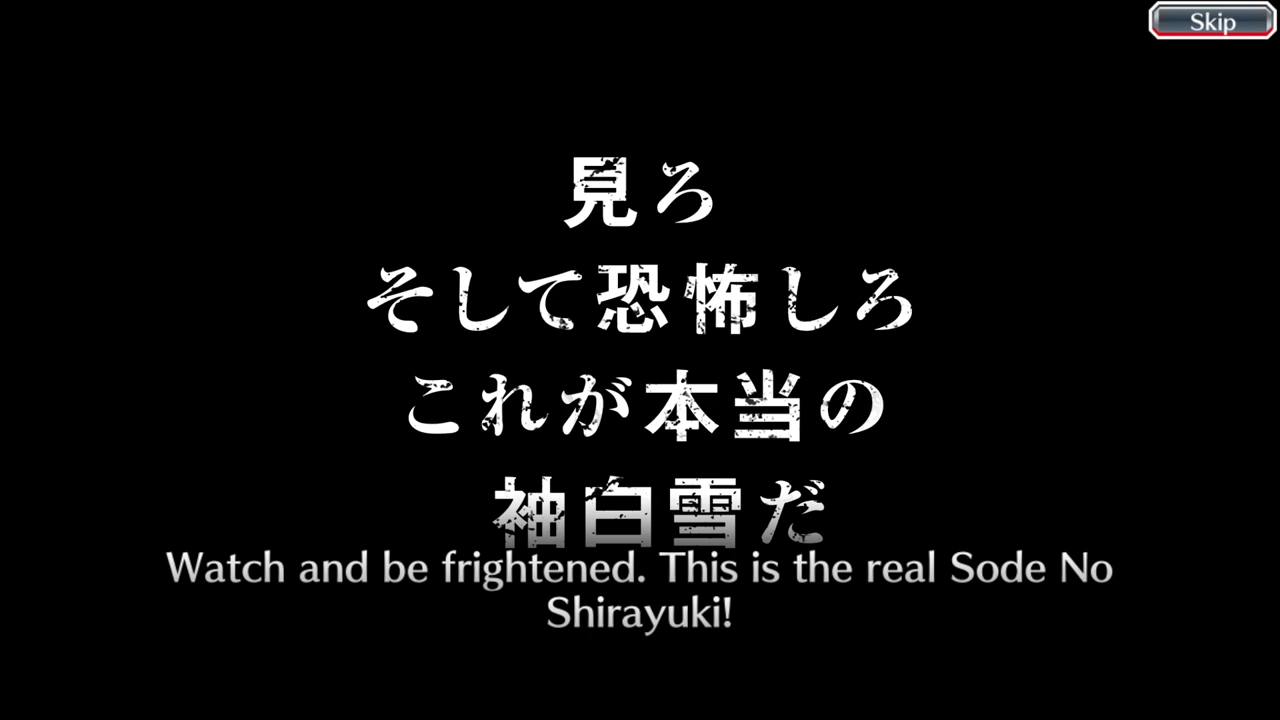 Skip
見ろ
そして恐怖しろ
これが本当の
袖白雪だ
Watch and be frightened. This is the real Sode No
Shirayuki!